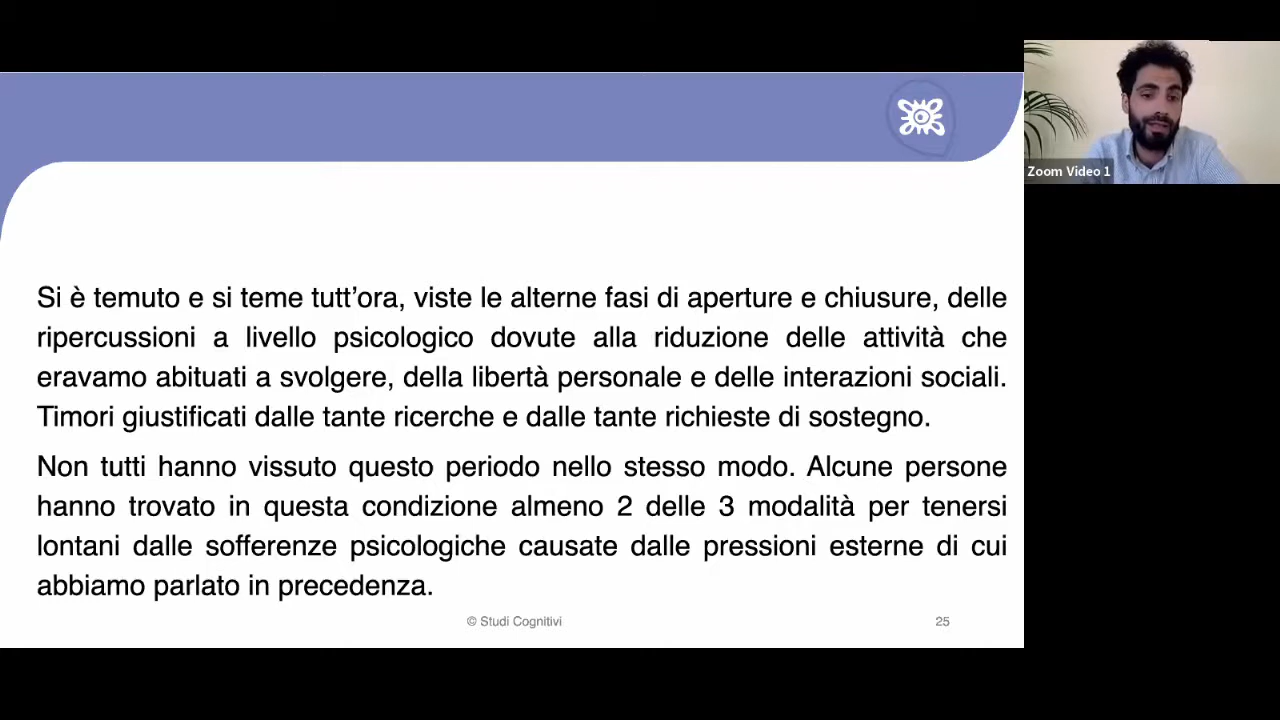 Zoom Video 1
Si è temuto e si teme tutt’ora, viste le alterne fasi di aperture e chiusure, delle
ripercussioni a livello psicologico dovute alla riduzione delle attività che
eravamo abituati a svolgere, della libertà personale e delle interazioni sociali.
Timori giustificati dalle tante ricerche e dalle tante richieste di sostegno.
Non tutti hanno vissuto questo periodo nello stesso modo. Alcune persone
hanno trovato in questa condizione almeno 2 delle 3 modalità per tenersi
lontani dalle sofferenze psicologiche causate dalle pressioni esterne di cui
abbiamo parlato in precedenza.
© Studi Cognitivi
25